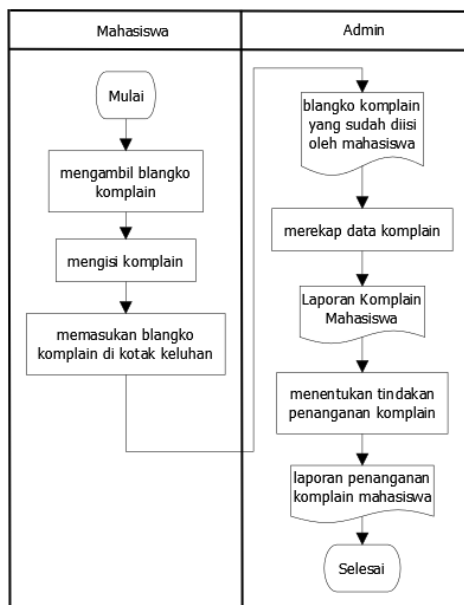 Mahasiswa
Admin
Mulai
mengambil blangko
komplain
mengisi komplain
memasukan blangko
komplain di kotak keluhan
blangko komplain
yang sudah diisi
oleh mahasiswa
merekap data komplain
Laporan Komplain
Mahasiswa
menentukan tindakan
penanganan komplain
laporan penanganan
komplain mahasiswa
Selesai